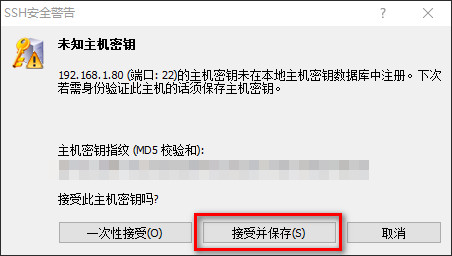 SSH安全警告
?
未知主机密钥
192.168.1.80 (端口: 22)的主机密钥未在本地主机密钥数据库中注册。下次
若需身份验证此主机的话须保存主机密钥。
主机密钥指纹 (MD5 校验和):
接受此主机密钥吗?
一次性接受(O) 接受并保存(S) 取消